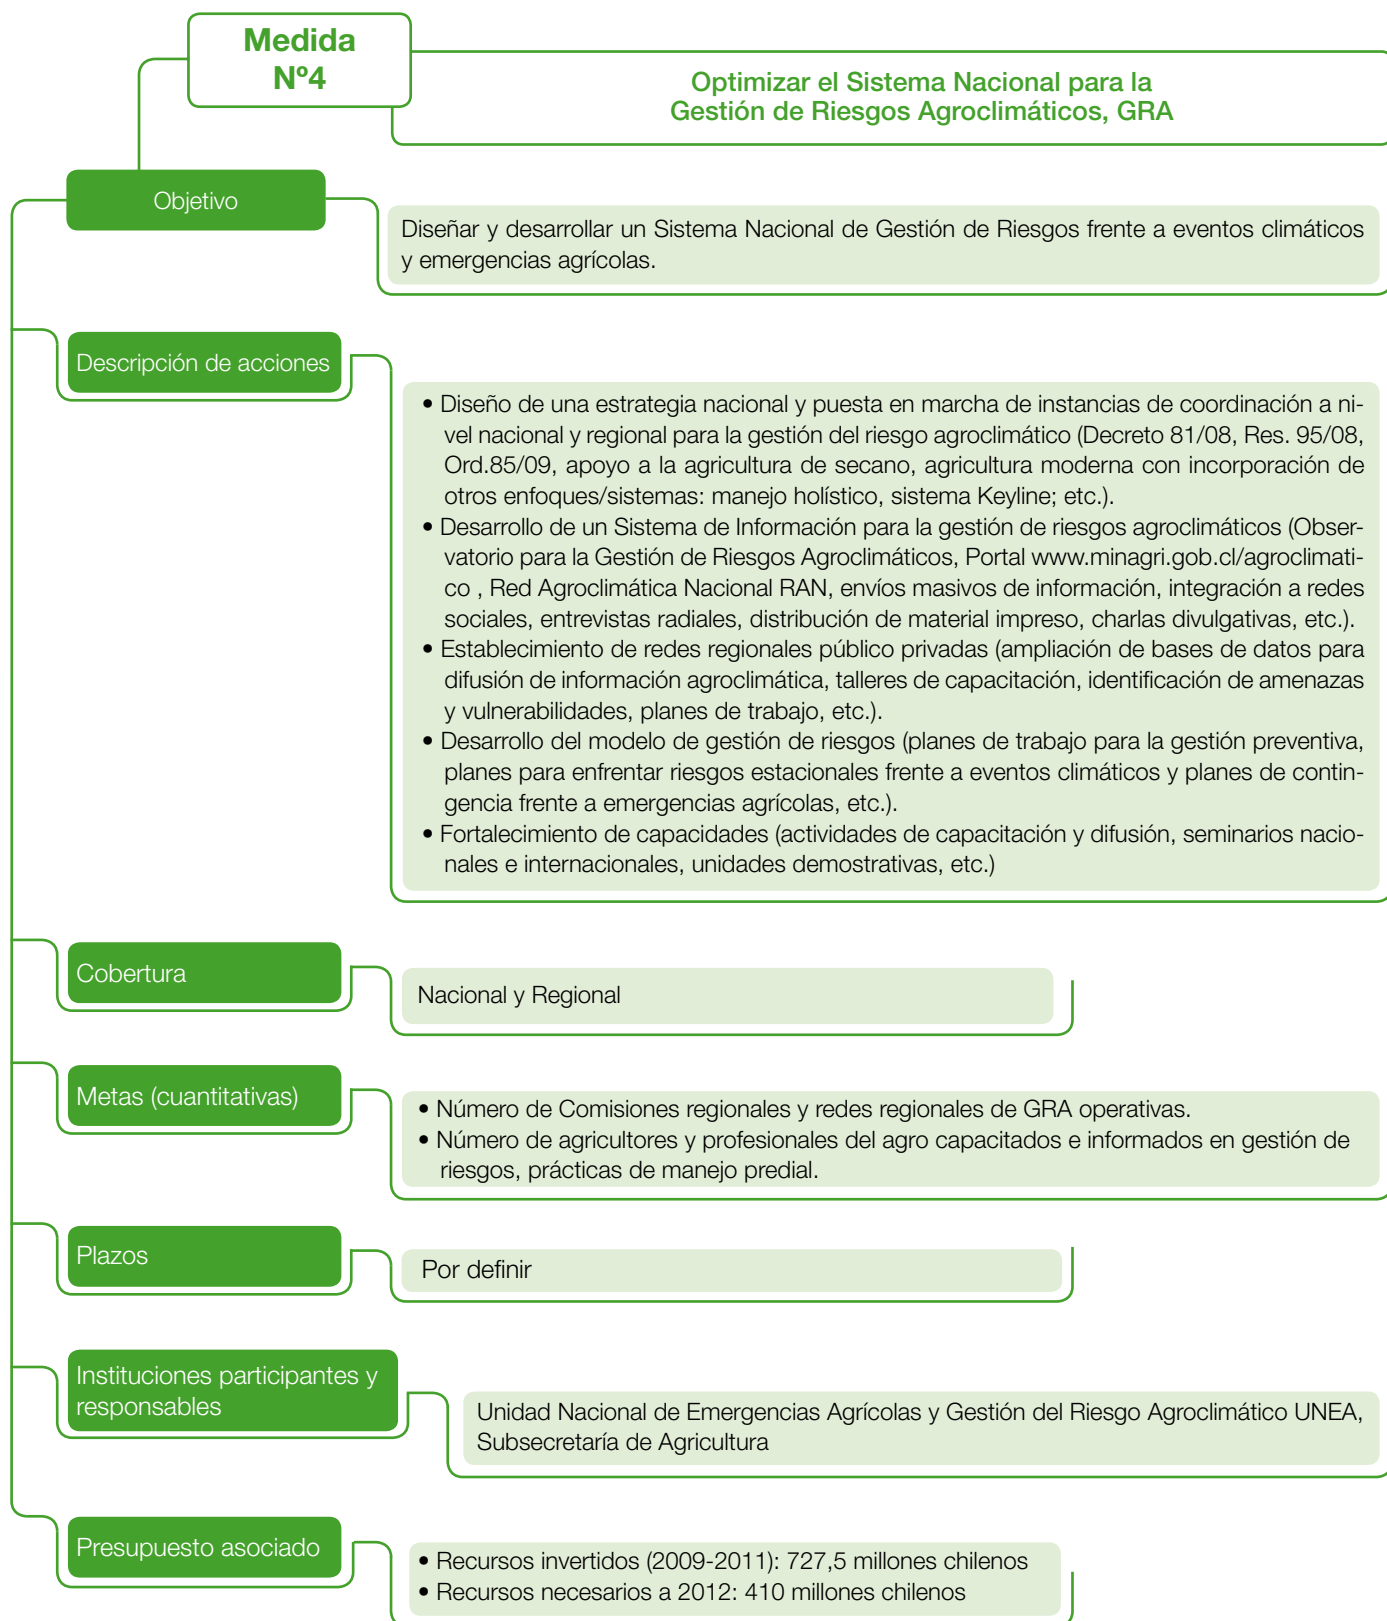 Medida
Nº4
Optimizar el Sistema Nacional para la
Gestión de Riesgos Agroclimáticos, GRA
Objetivo
Diseñar y desarrollar un Sistema Nacional de Gestión de Riesgos frente a eventos climáticos
y emergencias agrícolas.
Descripción de acciones
• Diseño de una estrategia nacional y puesta en marcha de instancias de coordinación a ni-
vel nacional y regional para la gestión del riesgo agroclimático (Decreto 81/08, Res. 95/08,
Ord.85/09, apoyo a la agricultura de secano, agricultura moderna con incorporación de
otros enfoques/sistemas: manejo holístico, sistema Keyline; etc.).
• Desarrollo de un Sistema de Información para la gestión de riesgos agroclimáticos (Obser-
vatorio para la Gestión de Riesgos Agroclimáticos, Portal www.minagri.gob.cl/agroclimati-
co , Red Agroclimática Nacional RAN, envíos masivos de información, integración a redes
sociales, entrevistas radiales, distribución de material impreso, charlas divulgativas, etc.).
• Establecimiento de redes regionales público privadas (ampliación de bases de datos para
difusión de información agroclimática, talleres de capacitación, identificación de amenazas
y vulnerabilidades, planes de trabajo, etc.).
• Desarrollo del modelo de gestión de riesgos (planes de trabajo para la gestión preventiva,
planes para enfrentar riesgos estacionales frente a eventos climáticos y planes de contin-
gencia frente a emergencias agrícolas, etc.).
• Fortalecimiento de capacidades (actividades de capacitación y difusión, seminarios nacio-
nales e internacionales, unidades demostrativas, etc.)
Cobertura
Nacional y Regional
Metas (cuantitativas)
• Número de Comisiones regionales y redes regionales de GRA operativas.
• Número de agricultores y profesionales del agro capacitados e informados en gestión de
riesgos, prácticas de manejo predial.
Plazos
Por definir
Instituciones participantes y
responsables
Unidad Nacional de Emergencias Agrícolas y Gestión del Riesgo Agroclimático UNEA,
Subsecretaría de Agricultura
Presupuesto asociado
• Recursos invertidos (2009-2011): 727,5 millones chilenos
• Recursos necesarios a 2012: 410 millones chilenos